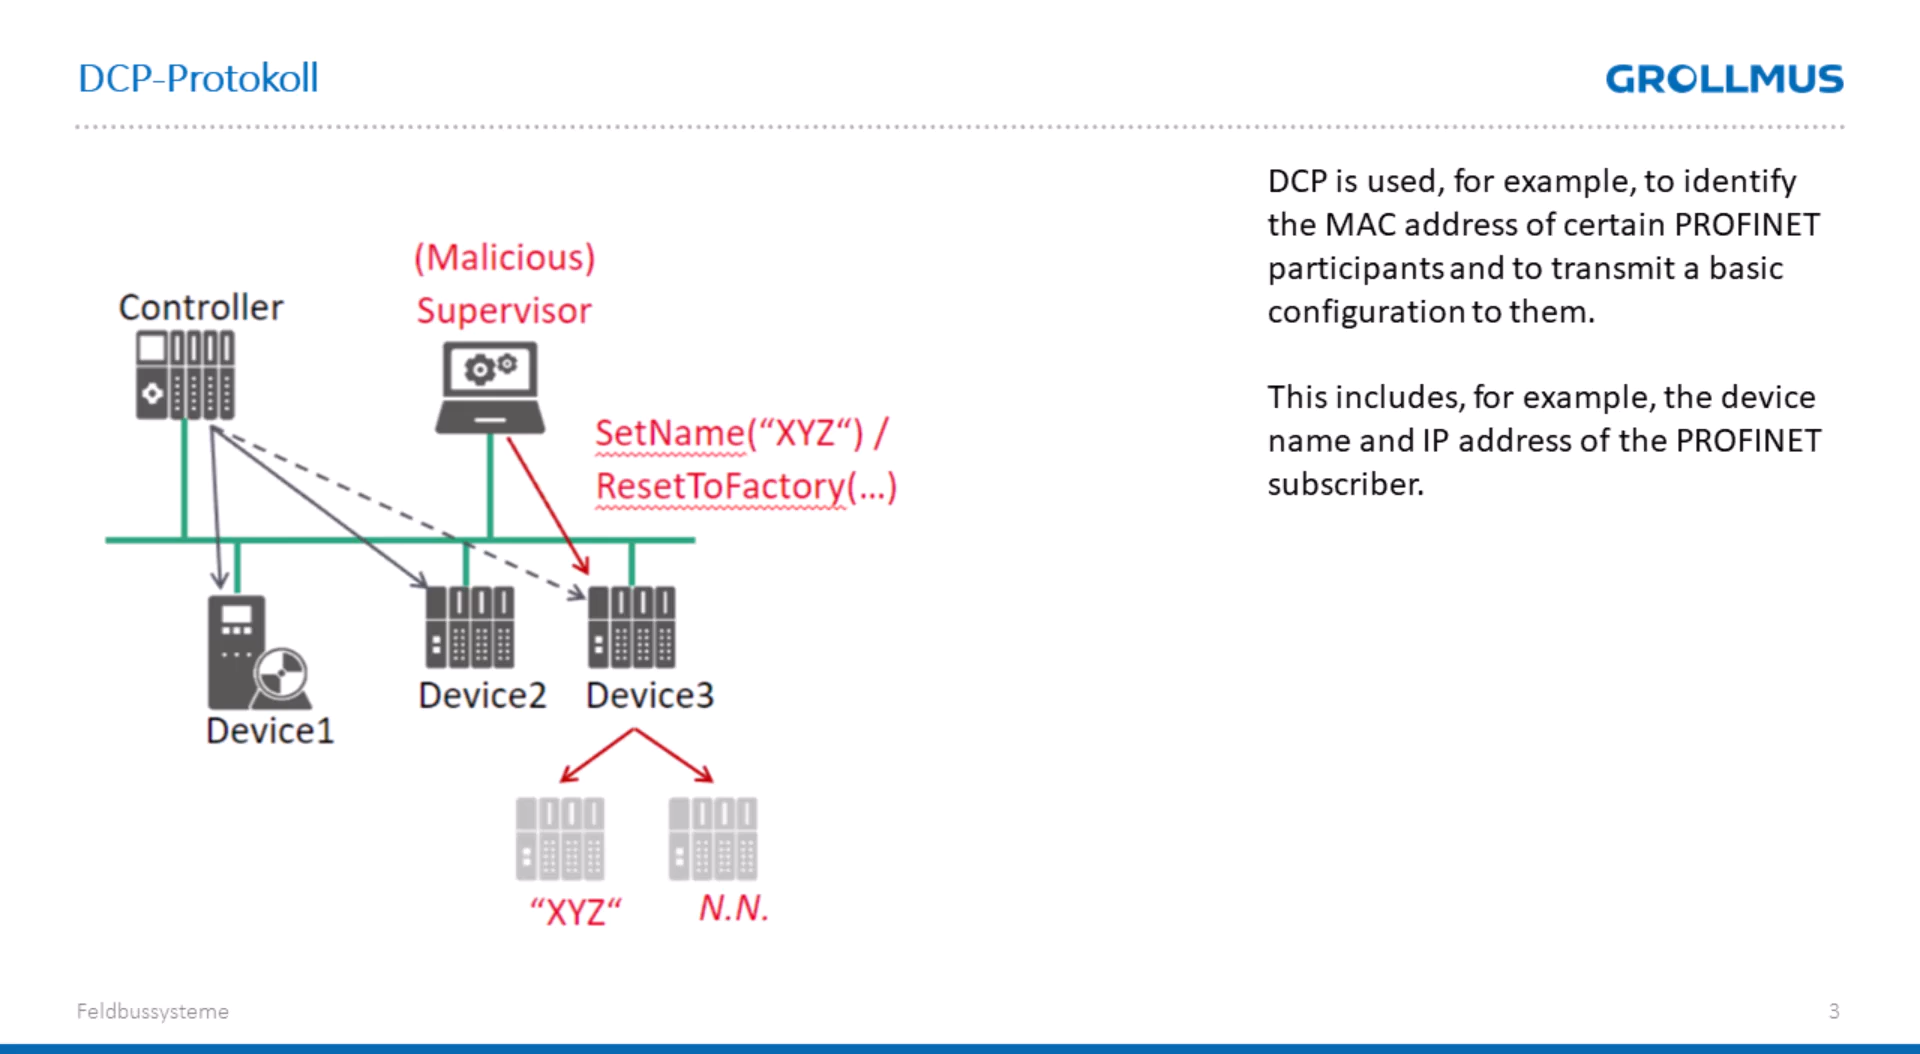 DCP-Protokoll
GROLLMUS
DCP is used, for example, to identify
the MAC address of certain PROFINET
participants and to transmit a basic
configuration to them.
This includes, for example, the device
name and IP address of the PROFINET
subscriber.
(Malicious)
Supervisor
Controller
SetName(“XYZ“) /
ResetToFactory(...)
Device2
Device3
Device1
“XYZ“
N.N.
Feldbussysteme
3